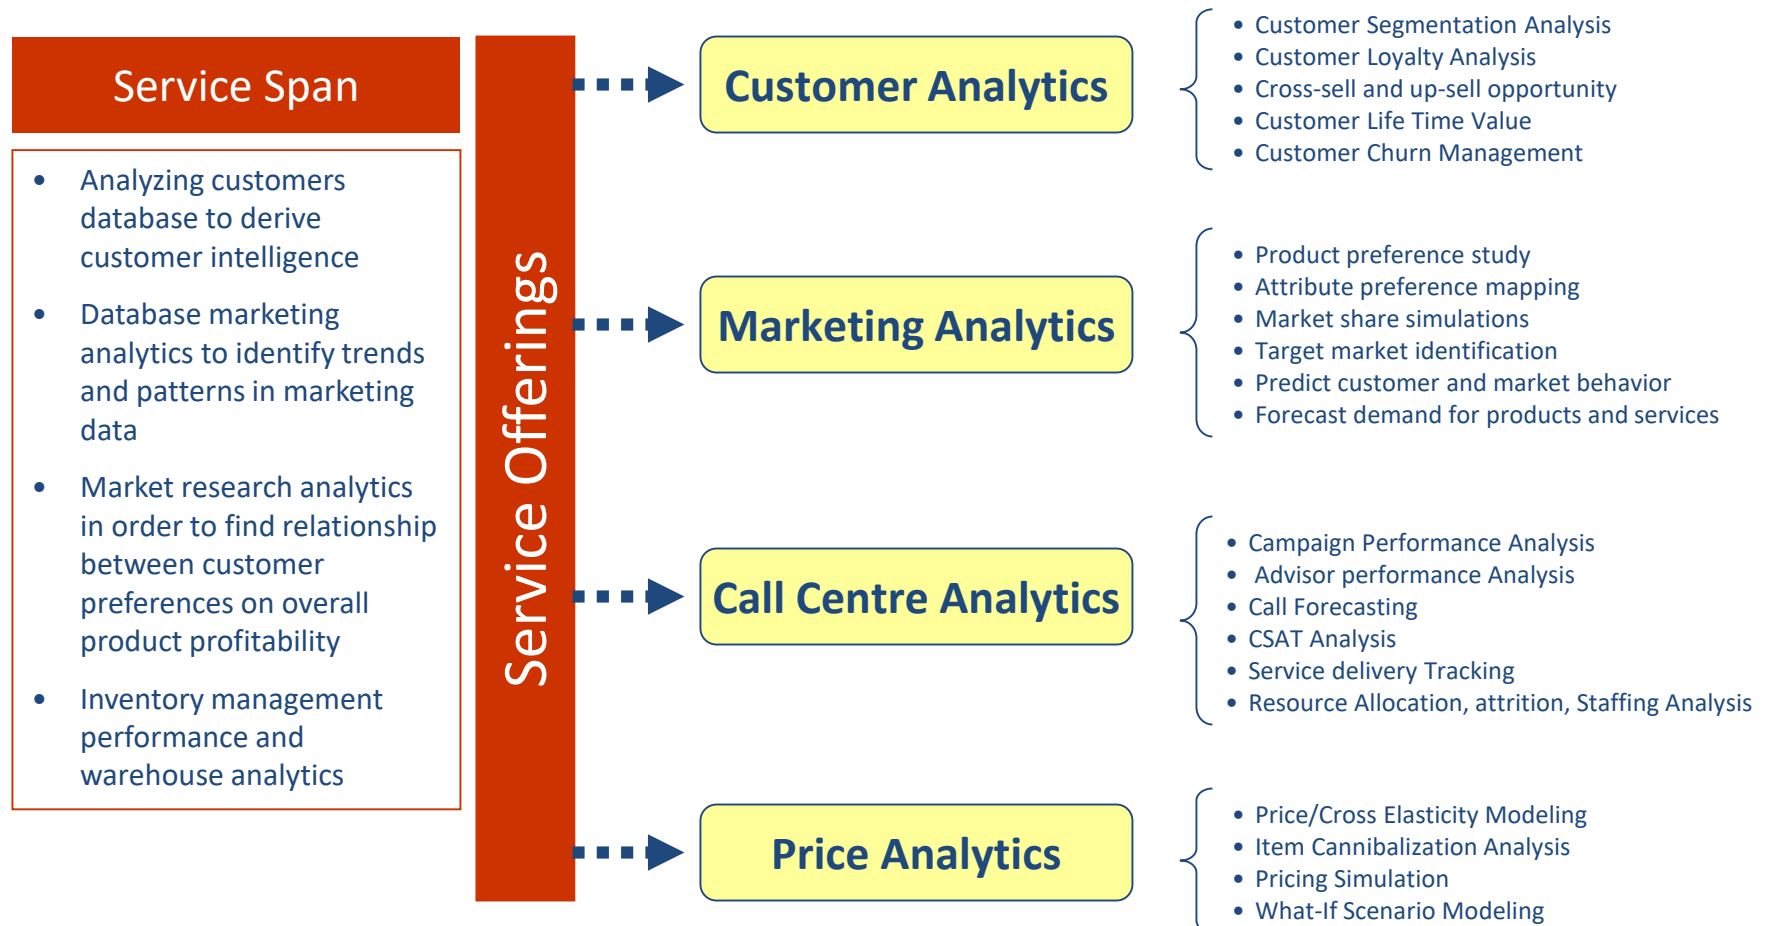 Service Span
• Analyzing customers
database to derive
customer intelligence
• Database marketing
analytics to identify trends
and patterns in marketing
data
• Market research analytics
in order to find relationship
between customer
preferences on overall
product profitability
• Inventory management
performance and
warehouse analytics
Service Offerings
Customer Analytics
• Customer Segmentation Analysis
• Customer Loyalty Analysis
• Cross-sell and up-sell opportunity
• Customer Life Time Value
• Customer Churn Management
Marketing Analytics
• Product preference study
• Attribute preference mapping
• Market share simulations
• Target market identification
• Predict customer and market behavior
• Forecast demand for products and services
Call Centre Analytics
• Campaign Performance Analysis
• Advisor performance Analysis
• Call Forecasting
• CSAT Analysis
• Service delivery Tracking
• Resource Allocation, attrition, Staffing Analysis
Price Analytics
• Price/Cross Elasticity Modeling
• Item Cannibalization Analysis
• Pricing Simulation
• What-If Scenario Modeling